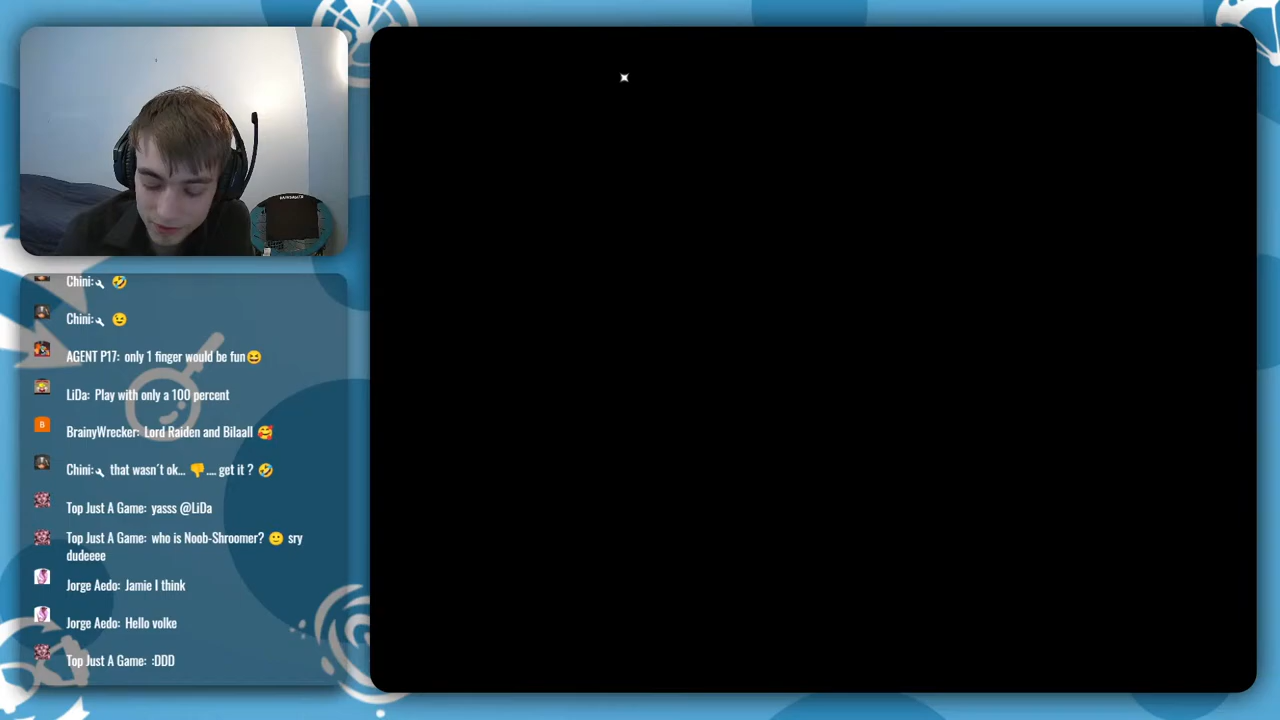 Chini: 🤣
Chini: 😉
AGENT P17: only 1 finger would be fun😆
LiDa: Play with only a 100 percent
B
BrainyWrecker: Lord Raiden and Bilaall 🥰
Chini: that wasn´t ok... 👎.... get it ? 🤣
Top Just A Game: yasss @LiDa
Top Just A Game: who is Noob-Shroomer? 🙂 sry
dudeeee
Jorge Aedo: Jamie I think
Jorge Aedo: Hello volke
Top Just A Game: :DDD